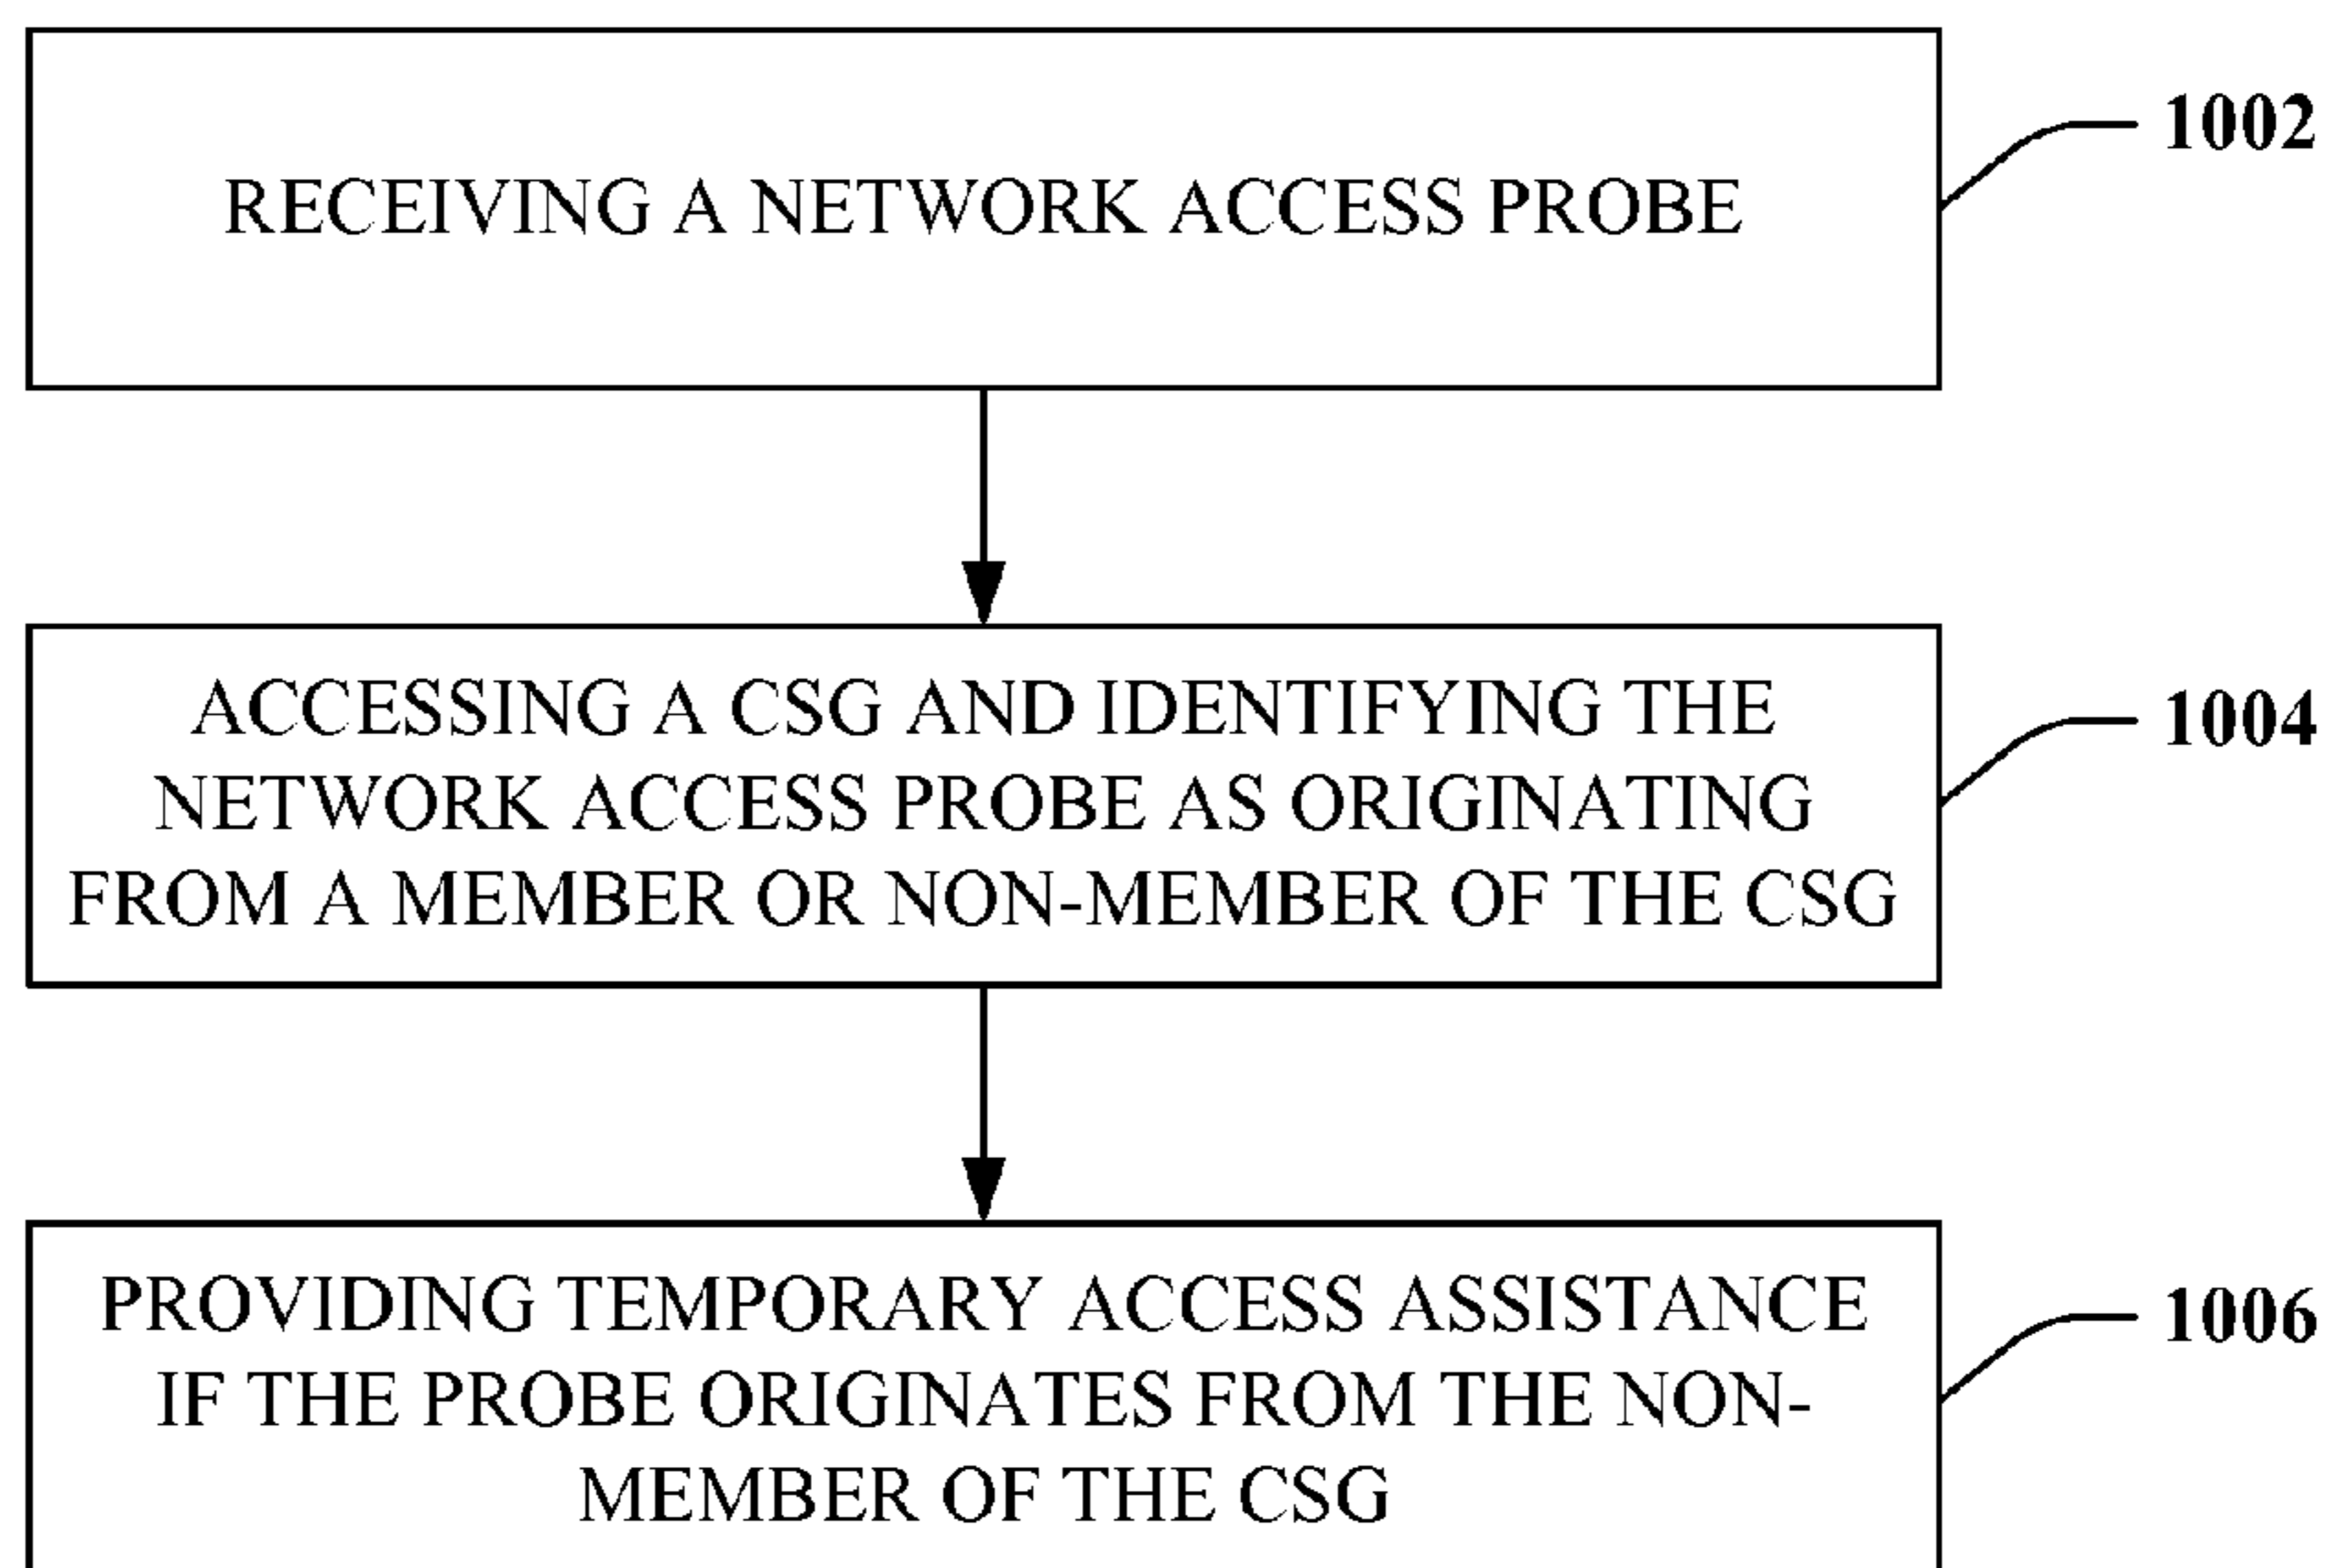 RECEIVING A NETWORK ACCESS PROBE
1002
ACCESSING A CSG AND IDENTIFYING THE
NETWORK ACCESS PROBE AS ORIGINATING
FROM A MEMBER OR NON-MEMBER OF THE CSG
1004
PROVIDING TEMPORARY ACCESS ASSISTANCE
IF THE PROBE ORIGINATES FROM THE NON-
MEMBER OF THE CSG
1006